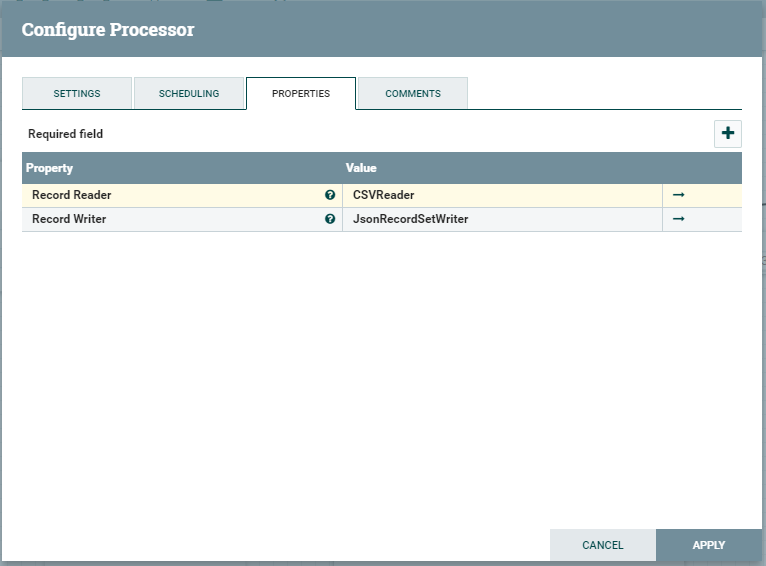 Configure Processor
SETTINGS SCHEDULING PROPERTIES COMMENTS
Required field
Property Value
Record Reader CSVReader
Record Writer JsonRecordSetWriter
CANCEL APPLY